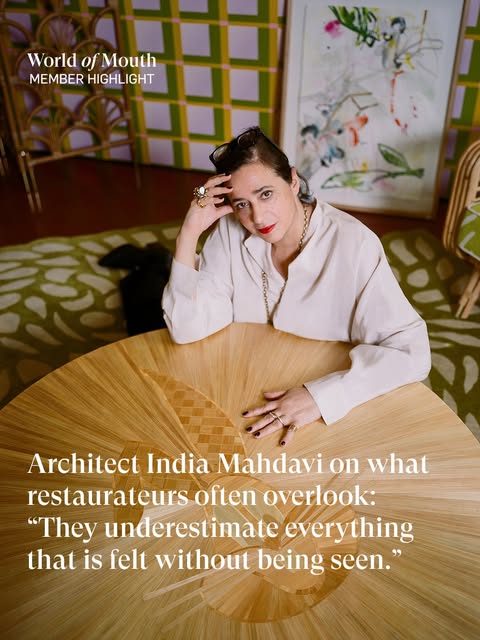 World of Mouth
MEMBER HIGHLIGHT
Architect India Mahdavi on what
restaurateurs often overlook:
“They underestimate everything
that is felt without being seen.”